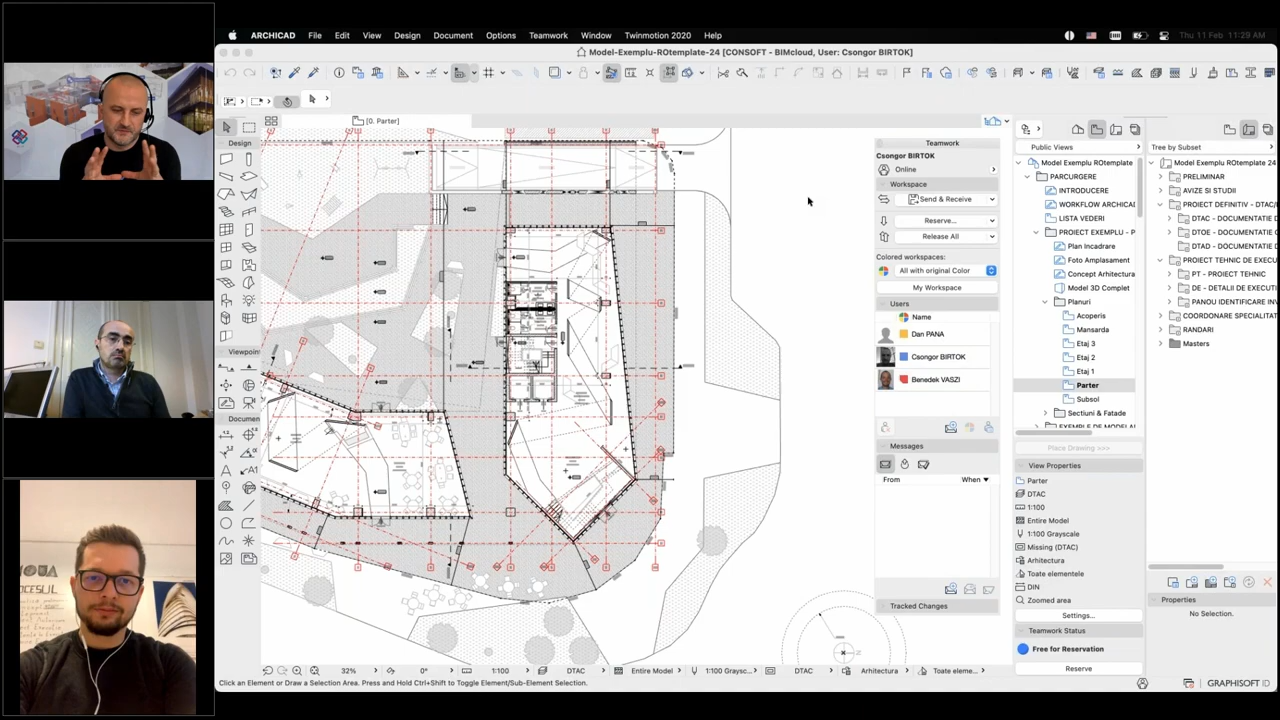 ARCHICAD File Edit View Design Document Options Teamwork Window Twinmotion 2020 Help Thu 11 Feb 11:29 AM
Model-Exemplu-ROtemplate-24 [CONSOFT - BIMcloud, User: Csongor BIRTOK]
[0. Parter]
Design
Viewpoint
Document
Teamwork
Csongor BIRTOK
Online
Workspace
Send & Receive
Reserve...
Release All
Colored workspaces:
All with original Color
My Workspace
Users
Name
Dan PANA
Csongor BIRTOK
Benedek VASZI
Messages
From When
Tracked Changes
Public Views
Model Exemplu ROtemplate
PARCURGERE
INTRODUCERE
WORKFLOW ARCHICAD
LISTA VEDERI
PROIECT EXEMPLU - P
Plan Incadrare
Foto Amplasament
Concept Arhitectura
Model 3D Complet
Planuri
Acoperis
Mansarda
Etaj 3
Etaj 2
Etaj 1
Parter
Subsol
Sectiuni & Fatade
Place Drawing >>>
View Properties
Parter
DTAC
1:100
Entire Model
1:100 Grayscale
Missing (DTAC)
Arhitectura
Toate elementele
DIN
Zoomed area
Settings...
Teamwork Status
Free for Reservation
Reserve
Tree by Subset
Model Exemplu ROtemplate 24
PRELIMINAR
AVIZE SI STUDII
PROIECT DEFINITIV - DTAC/
DTAC - DOCUMENTATIE
DTOE - DOCUMENTATIE
DTAD - DOCUMENTATIE
PROIECT TEHNIC DE EXECU
PT - PROIECT TEHNIC
DE - DETALII DE EXECUTI
PANOU IDENTIFICARE IN
COORDONARE SPECIALITAT
RANDARI
Masters
Properties
No Selection.
32% 0° 1:100 DTAC Entire Model 1:100 Graysc... DTAC Arhitectura Toate eleme...
Click an Element or Draw a Selection Area. Press and Hold Ctrl+Shift to Toggle Element/Sub-Element Selection.
GRAPHISOFT ID